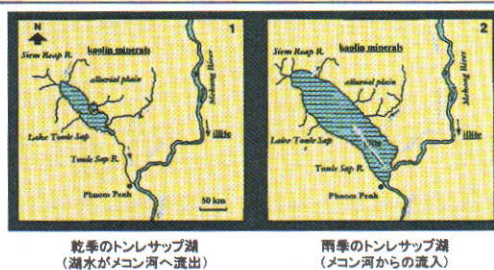 N
1
kaolin minerals
Siem Reap R.
alluvial plain
Mekong River
illite
Lake Tonle Sap
Tonle Sap R.
Phnom Penh
50 km
乾季のトンレサップ湖
(湖水がメコン河へ流出)
2
kaolin minerals
Siem Reap R.
alluvial plain
Mekong River
illite
Lake Tonle Sap
Tonle Sap R.
Phnom Penh
雨季のトンレサップ湖
(メコン河からの流入)